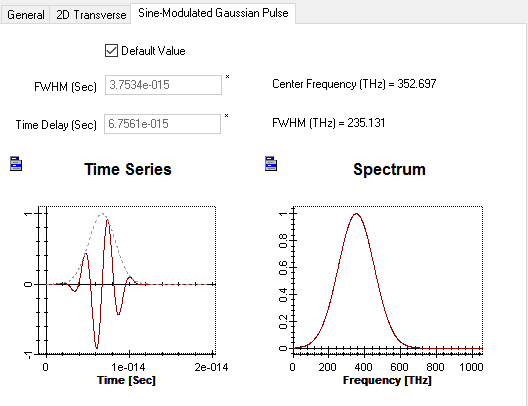 General 2D Transverse Sine-Modulated Gaussian Pulse
Default Value
FWHM (Sec) 3.7534e-015 * Center Frequency (THz) = 352.697
Time Delay (Sec) 6.7561e-015 * FWHM (THz) = 235.131
Time Series Spectrum
1
0
-1
0 1e-014 2e-014
Time [Sec]
1
0.8
0.6
0.4
0.2
0
0 200 400 600 800 1000
Frequency [THz]